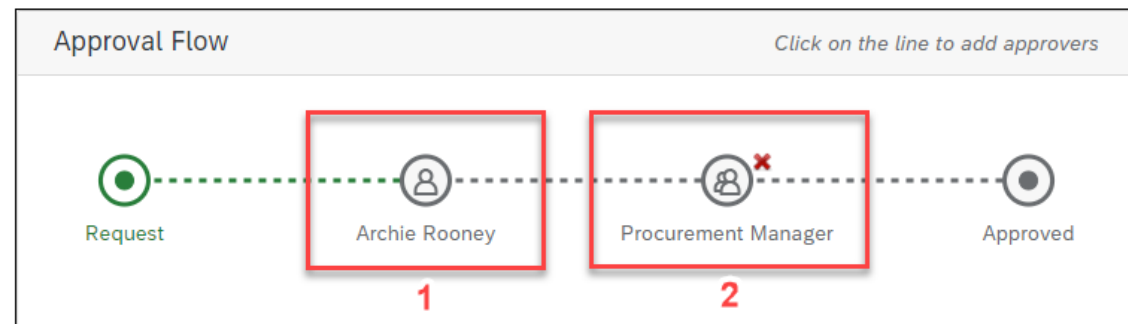 Approval Flow
Click on the line to add approvers
Request
Archie Rooney
Procurement Manager
Approved
1
2